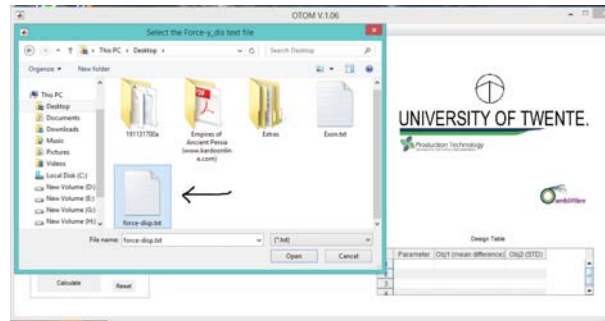 OTOM V.1.06
Select the Force-y_dis text file
This PC › Desktop ›
Search Desktop
Organize
New folder
This PC
Desktop
Documents
Downloads
Music
Pictures
Videos
Local Disk (C:)
New Volume (D:)
New Volume (E:)
New Volume (G:)
New Volume (H:)
191131700a
Empires of
Ancient Persia
(www.kardoonlin
e.com)
Extras
Exon.txt
force-disp.txt
File name: force-disp.txt
(*.txt)
Open
Cancel
UNIVERSITY OF TWENTE.
Production Technology
Design Table
Parameter
Obj1 (mean difference)
Obj2 (STD)
3
4
Calculate
Reset